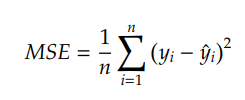 MSE = \frac{1}{n} \sum_{i=1}^{n} (y_i - \hat{y}_i)^2